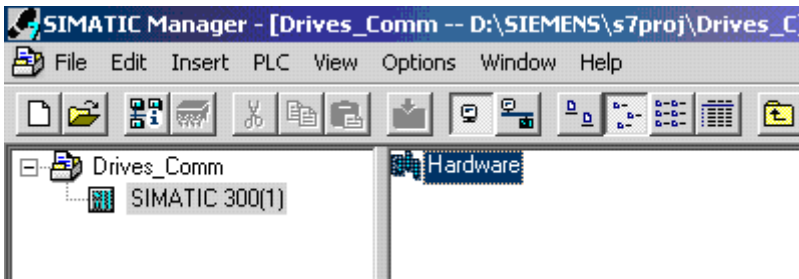 SIMATIC Manager - [Drives_Comm -- D:\SIEMENS\s7proj\Drives_C
File Edit Insert PLC View Options Window Help
Drives_Comm
Hardware
SIMATIC 300(1)